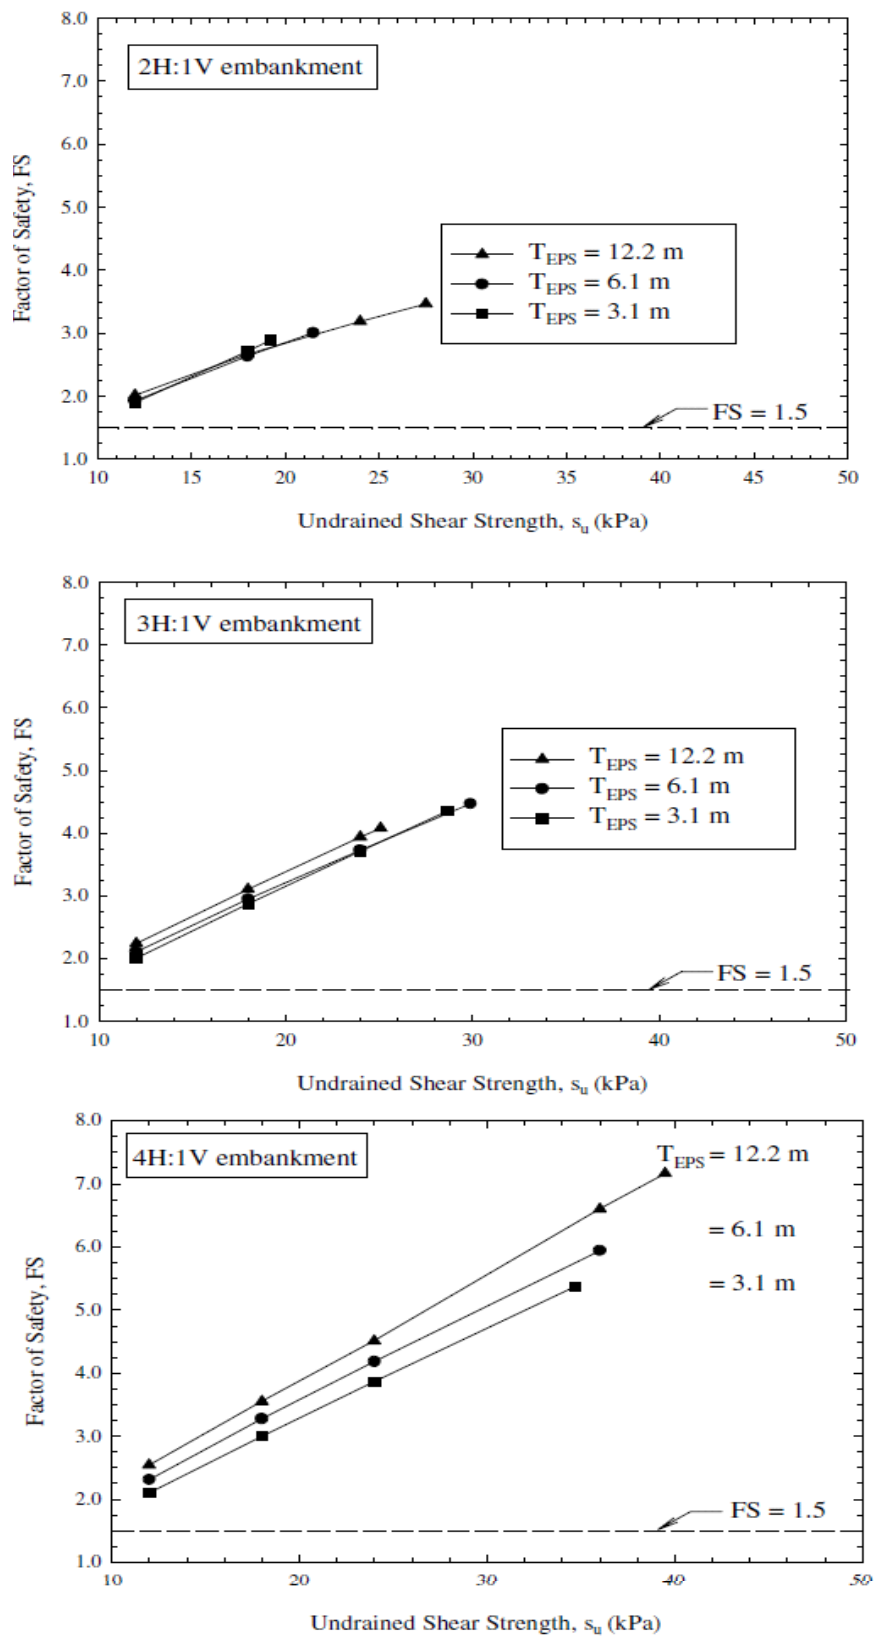 8.0
2H:1V embankment
7.0
6.0
Factor of Safety, FS
5.0
T_EPS = 12.2 m
4.0
T_EPS = 6.1 m
T_EPS = 3.1 m
3.0
2.0
FS = 1.5
1.0
10 15 20 25 30 35 40 45 50
Undrained Shear Strength, s_u (kPa)
8.0
3H:1V embankment
7.0
6.0
Factor of Safety, FS
5.0
T_EPS = 12.2 m
T_EPS = 6.1 m
T_EPS = 3.1 m
4.0
3.0
2.0
FS = 1.5
1.0
10 20 30 40 50
Undrained Shear Strength, s_u (kPa)
8.0
4H:1V embankment
T_EPS = 12.2 m
7.0
= 6.1 m
6.0
= 3.1 m
Factor of Safety, FS
5.0
4.0
3.0
2.0
FS = 1.5
1.0
10 20 30 40 50
Undrained Shear Strength, s_u (kPa)